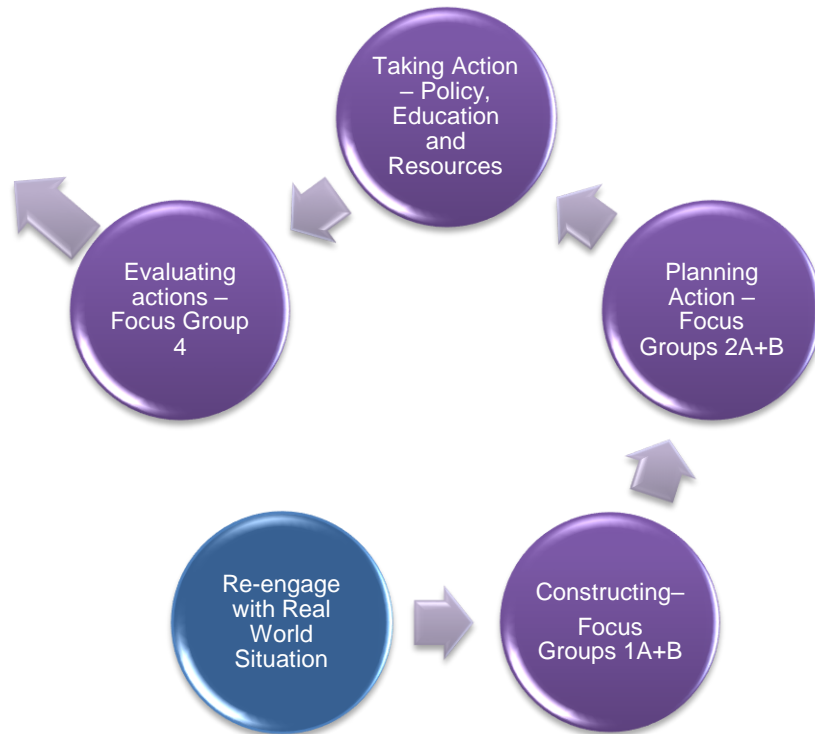 Taking Action
– Policy,
Education
and
Resources
Evaluating
actions –
Focus Group
4
Planning
Action –
Focus
Groups 2A+B
Re-engage
with Real
World
Situation
Constructing–
Focus
Groups 1A+B